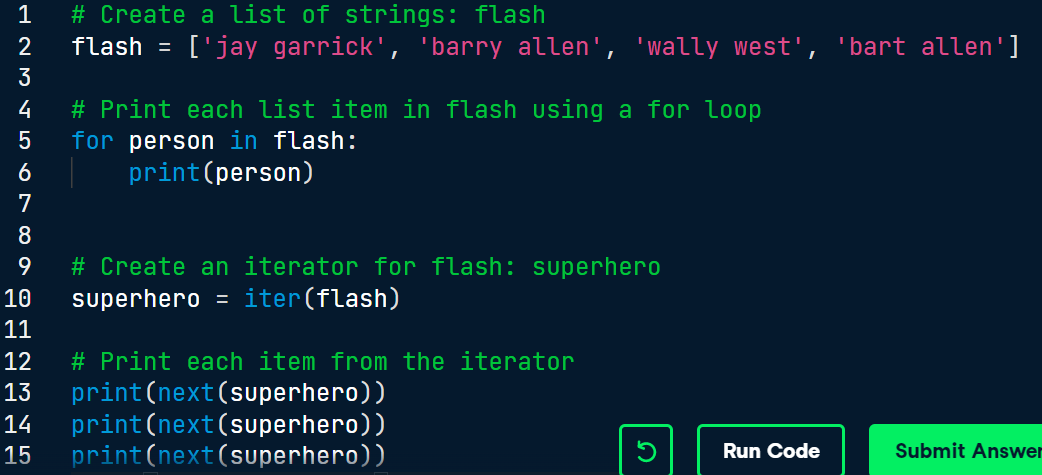 1 # Create a list of strings: flash
2 flash = ['jay garrick', 'barry allen', 'wally west', 'bart allen']
3
4 # Print each list item in flash using a for loop
5 for person in flash:
6     print(person)
7
8
9 # Create an iterator for flash: superhero
10 superhero = iter(flash)
11
12 # Print each item from the iterator
13 print(next(superhero))
14 print(next(superhero))
15 print(next(superhero))
Run Code
Submit Answer